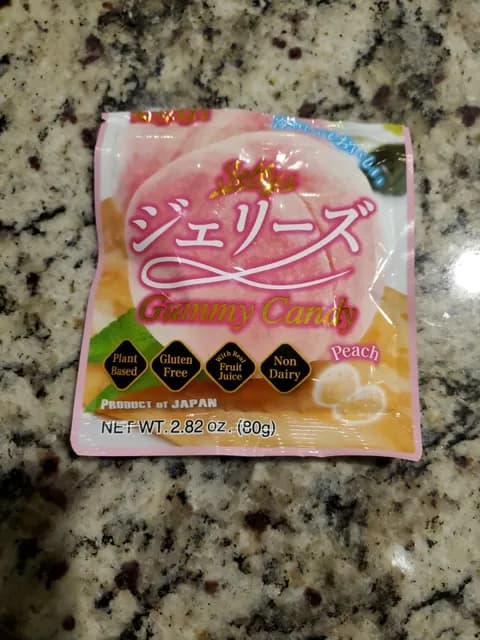 ジェリーズ
Gummy Candy
Plant
Based
Gluten
Free
With Real
Fruit
Juice
Non
Dairy
Peach
PRODUCT OF JAPAN
NET WT. 2.82 oz. (80g)